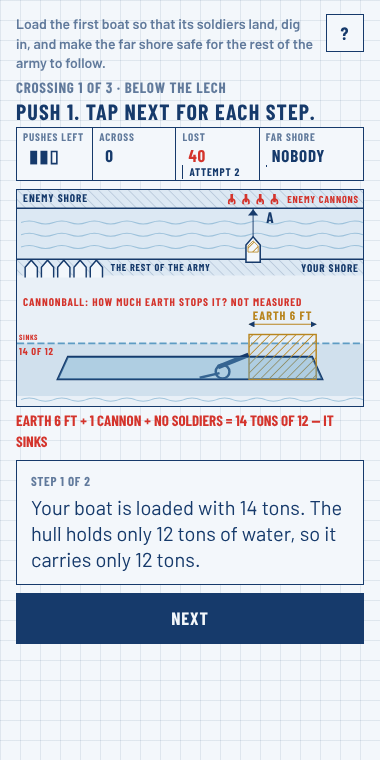 Load the first boat so that its soldiers land, dig
in, and make the far shore safe for the rest of the
army to follow.
?
CROSSING 1 OF 3 · BELOW THE LECH
PUSH 1. TAP NEXT FOR EACH STEP.
PUSHES LEFT
ACROSS
0
LOST
40
ATTEMPT 2
FAR SHORE
NOBODY
ENEMY SHORE
ENEMY CANNONS
A
THE REST OF THE ARMY
YOUR SHORE
CANNONBALL: HOW MUCH EARTH STOPS IT? NOT MEASURED
EARTH 6 FT
SINKS
14 OF 12
EARTH 6 FT + 1 CANNON + NO SOLDIERS = 14 TONS OF 12 – IT
SINKS
STEP 1 OF 2
Your boat is loaded with 14 tons. The
hull holds only 12 tons of water, so it
carries only 12 tons.
NEXT